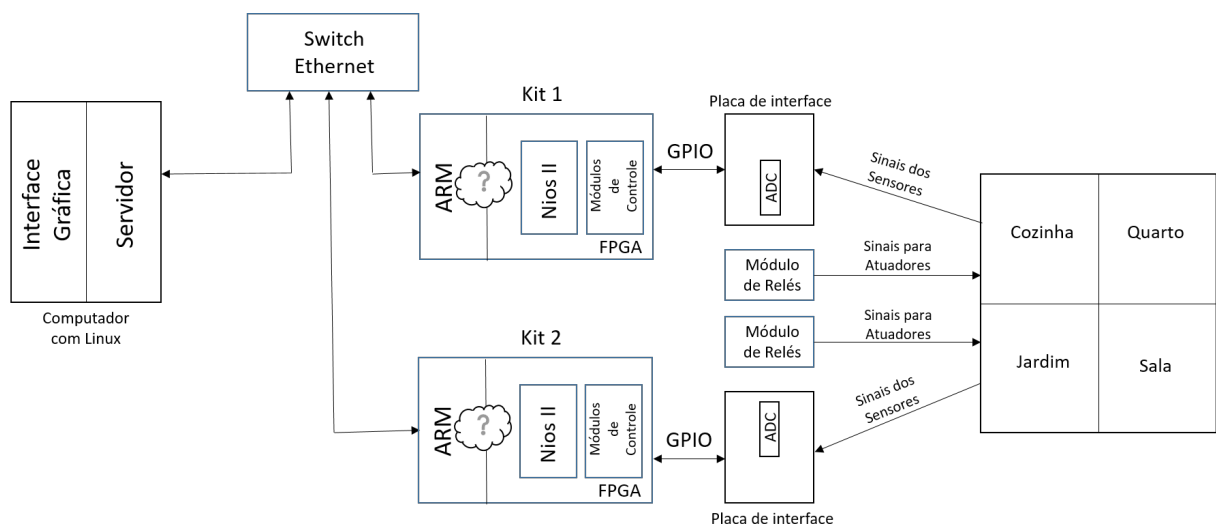 Switch
Ethernet
Interface
Gráfica
Servidor
Computador
com Linux
Kit 1
ARM
?
Nios II
Módulos
de
Controle
FPGA
GPIO
Placa de interface
ADC
Sinais dos
Sensores
Módulo
de Relés
Sinais para
Atuadores
Módulo
de Relés
Sinais para
Atuadores
Cozinha
Quarto
Jardim
Sala
Kit 2
ARM
?
Nios II
Módulos
de
Controle
FPGA
GPIO
ADC
Placa de interface
Sinais dos
Sensores